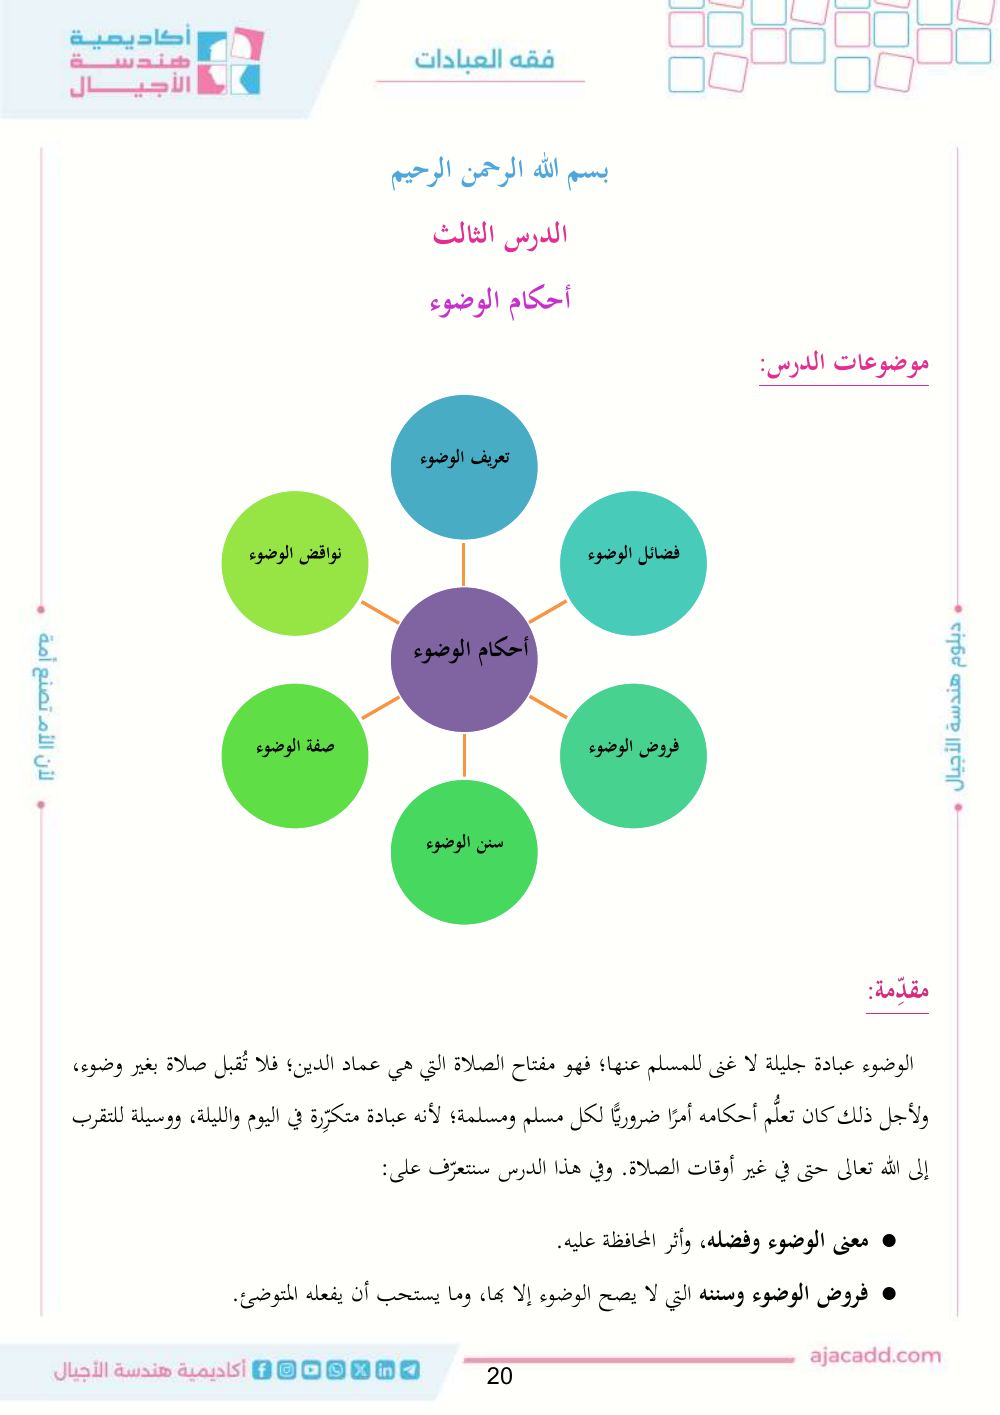 أكاديمية
هندسة
الأجيال
فقه العبادات
بسم الله الرحمن الرحيم
الدرس الثالث
أحكام الوضوء
موضوعات الدرس:
تعريف الوضوء
فضائل الوضوء
فروض الوضوء
سنن الوضوء
صفة الوضوء
نواقض الوضوء
أحكام الوضوء
دبلوم هندسة الأجيال
لأن الأم تصنع أمة
مقدِّمة:
الوضوء عبادة جليلة لا غنى للمسلم عنها؛ فهو مفتاح الصلاة التي هي عماد الدين؛ فلا تُقبل صلاة بغير وضوء،
ولأجل ذلك كان تعلُّم أحكامه أمرًا ضروريًّا لكل مسلم ومسلمة؛ لأنه عبادة متكرِّرة في اليوم والليلة، ووسيلة للتقرب
إلى الله تعالى حتى في غير أوقات الصلاة. وفي هذا الدرس سنتعرّف على:
● معنى الوضوء وفضله، وأثر المحافظة عليه.
● فروض الوضوء وسننه التي لا يصح الوضوء إلا بها، وما يستحب أن يفعله المتوضئ.
ajacadd.com
20
أكاديمية هندسة الأجيال